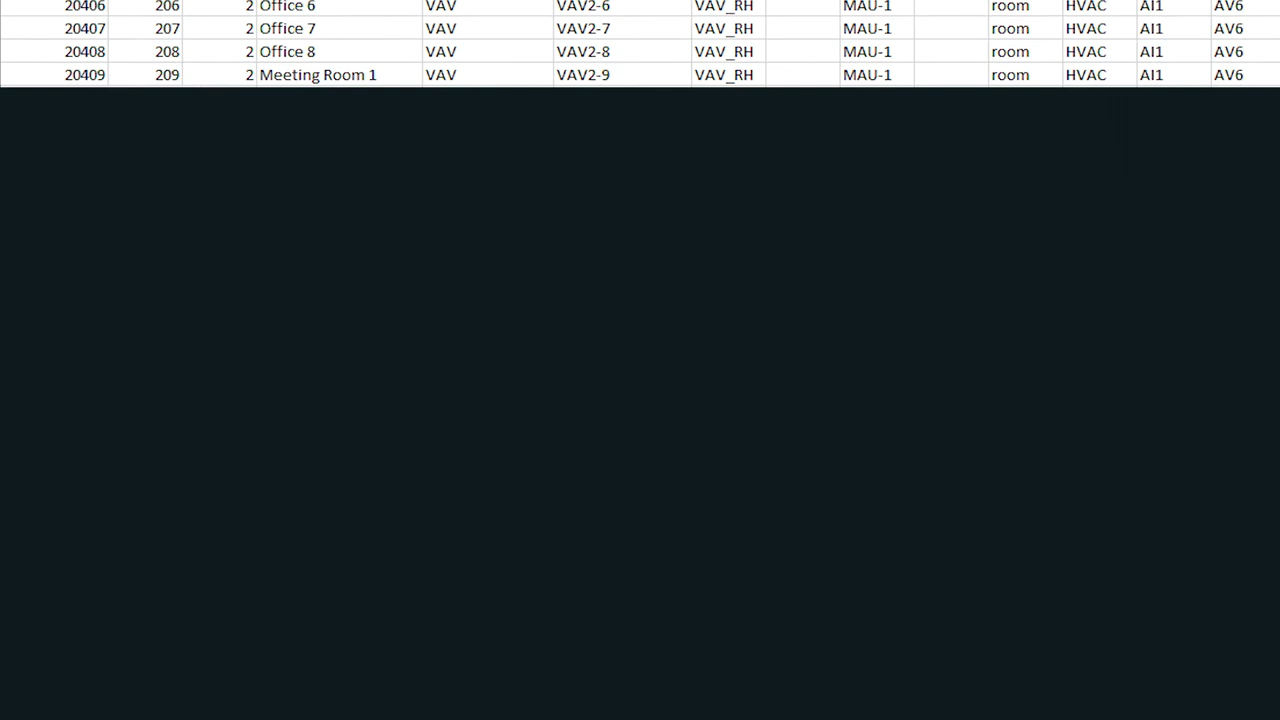 20406 206 2 Office 6 VAV VAV2-6 VAV_RH MAU-1 room HVAC AI1 AV6
20407 207 2 Office 7 VAV VAV2-7 VAV_RH MAU-1 room HVAC AI1 AV6
20408 208 2 Office 8 VAV VAV2-8 VAV_RH MAU-1 room HVAC AI1 AV6
20409 209 2 Meeting Room 1 VAV VAV2-9 VAV_RH MAU-1 room HVAC AI1 AV6